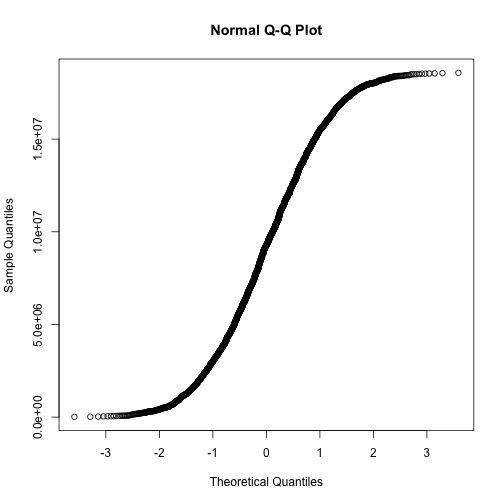 Normal Q-Q Plot
Sample Quantiles
1.5e+07
1.0e+07
5.0e+06
0.0e+00
-3 -2 -1 0 1 2 3
Theoretical Quantiles